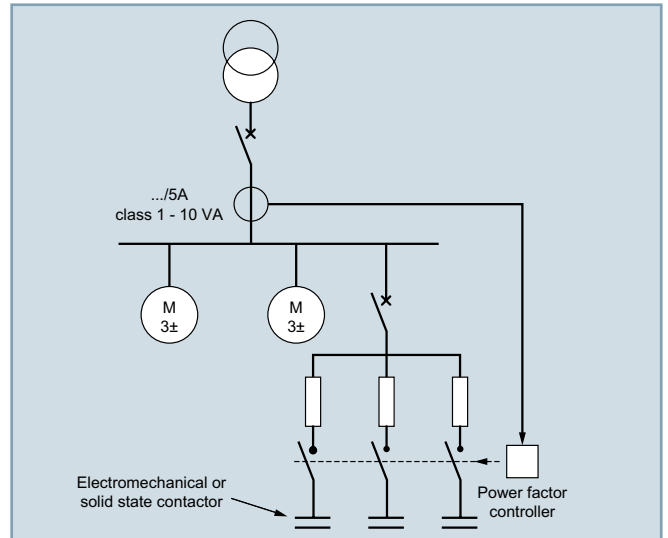 .../5A
class 1 - 10 VA
M
3±
M
3±
Electromechanical or
solid state contactor
Power factor
controller